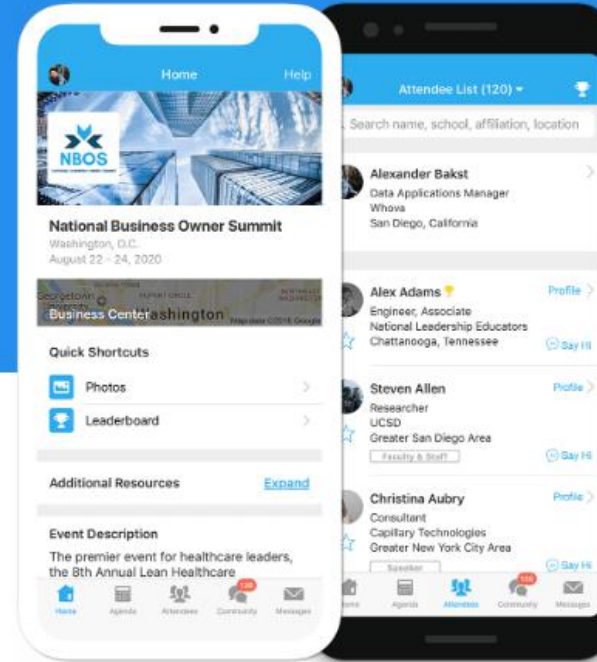 Home
Help
NBOS
National Business Owner Summit
Washington, D.C.
August 22 - 24, 2020
Georgetown
Business Center
Washington
Map data ©2018 Google
Quick Shortcuts
Photos
Leaderboard
Additional Resources
Expand
Event Description
The premier event for healthcare leaders,
the 8th Annual Lean Healthcare
Home
Agenda
Attendees
Community
Messages
Attendee List (120)
Search name, school, affiliation, location
Alexander Bakst
Data Applications Manager
Whova
San Diego, California
Alex Adams
Profile
Engineer, Associate
National Leadership Educators
Chattanooga, Tennessee
Say Hi
Steven Allen
Profile
Researcher
UCSD
Greater San Diego Area
Faculty & Staff
Say Hi
Christina Aubry
Profile
Consultant
Capillary Technologies
Greater New York City Area
Speaker
Say Hi
Agenda
Attendees
Community
Messages